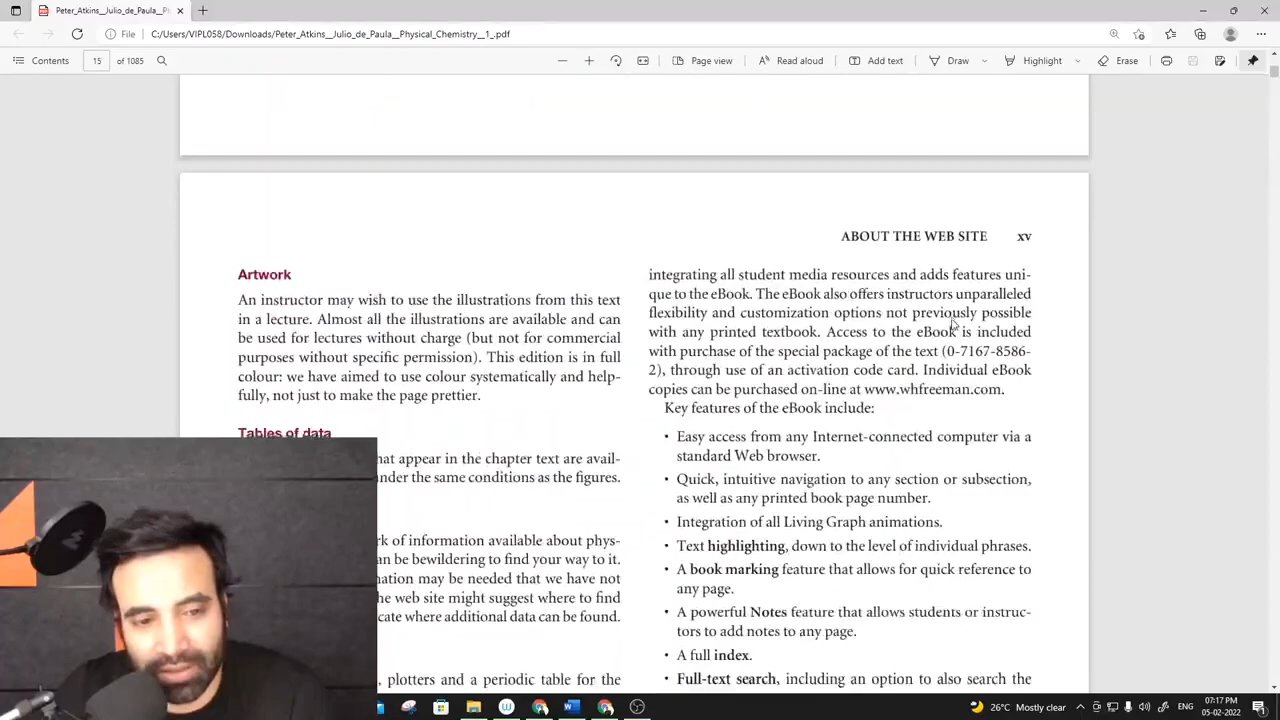 Peter_Atkins__Julio_de_Paula__P
File
C:/Users/VIPL058/Downloads/Peter_Atkins__Julio_de_Paula__Physical_Chemistry__1_.pdf
Contents
15
of 1085
Page view
Read aloud
Add text
Draw
Highlight
Erase
ABOUT THE WEB SITE xv
Artwork
An instructor may wish to use the illustrations from this text
in a lecture. Almost all the illustrations are available and can
be used for lectures without charge (but not for commercial
purposes without specific permission). This edition is in full
colour: we have aimed to use colour systematically and help-
fully, not just to make the page prettier.
Tables of data
hat appear in the chapter text are avail-
nder the same conditions as the figures.
rk of information available about phys-
an be bewildering to find your way to it.
mation may be needed that we have not
he web site might suggest where to find
cate where additional data can be found.
, plotters and a periodic table for the
integrating all student media resources and adds features uni-
que to the eBook. The eBook also offers instructors unparalleled
flexibility and customization options not previously possible
with any printed textbook. Access to the eBook is included
with purchase of the special package of the text (0-7167-8586-
2), through use of an activation code card. Individual eBook
copies can be purchased on-line at www.whfreeman.com.
Key features of the eBook include:
• Easy access from any Internet-connected computer via a
standard Web browser.
• Quick, intuitive navigation to any section or subsection,
as well as any printed book page number.
• Integration of all Living Graph animations.
• Text highlighting, down to the level of individual phrases.
• A book marking feature that allows for quick reference to
any page.
• A powerful Notes feature that allows students or instruc-
tors to add notes to any page.
• A full index.
• Full-text search, including an option to also search the
26°C Mostly clear
ENG
07:17 PM
05-02-2022